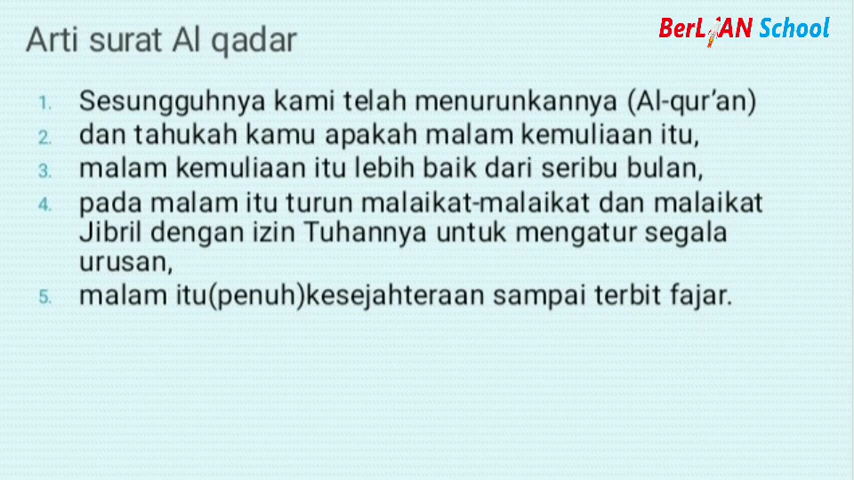 Arti surat Al qadar
BerLiAN School
1. Sesungguhnya kami telah menurunkannya (Al-qur’an)
2. dan tahukah kamu apakah malam kemuliaan itu,
3. malam kemuliaan itu lebih baik dari seribu bulan,
4. pada malam itu turun malaikat-malaikat dan malaikat
Jibril dengan izin Tuhannya untuk mengatur segala
urusan,
5. malam itu(penuh)kesejahteraan sampai terbit fajar.